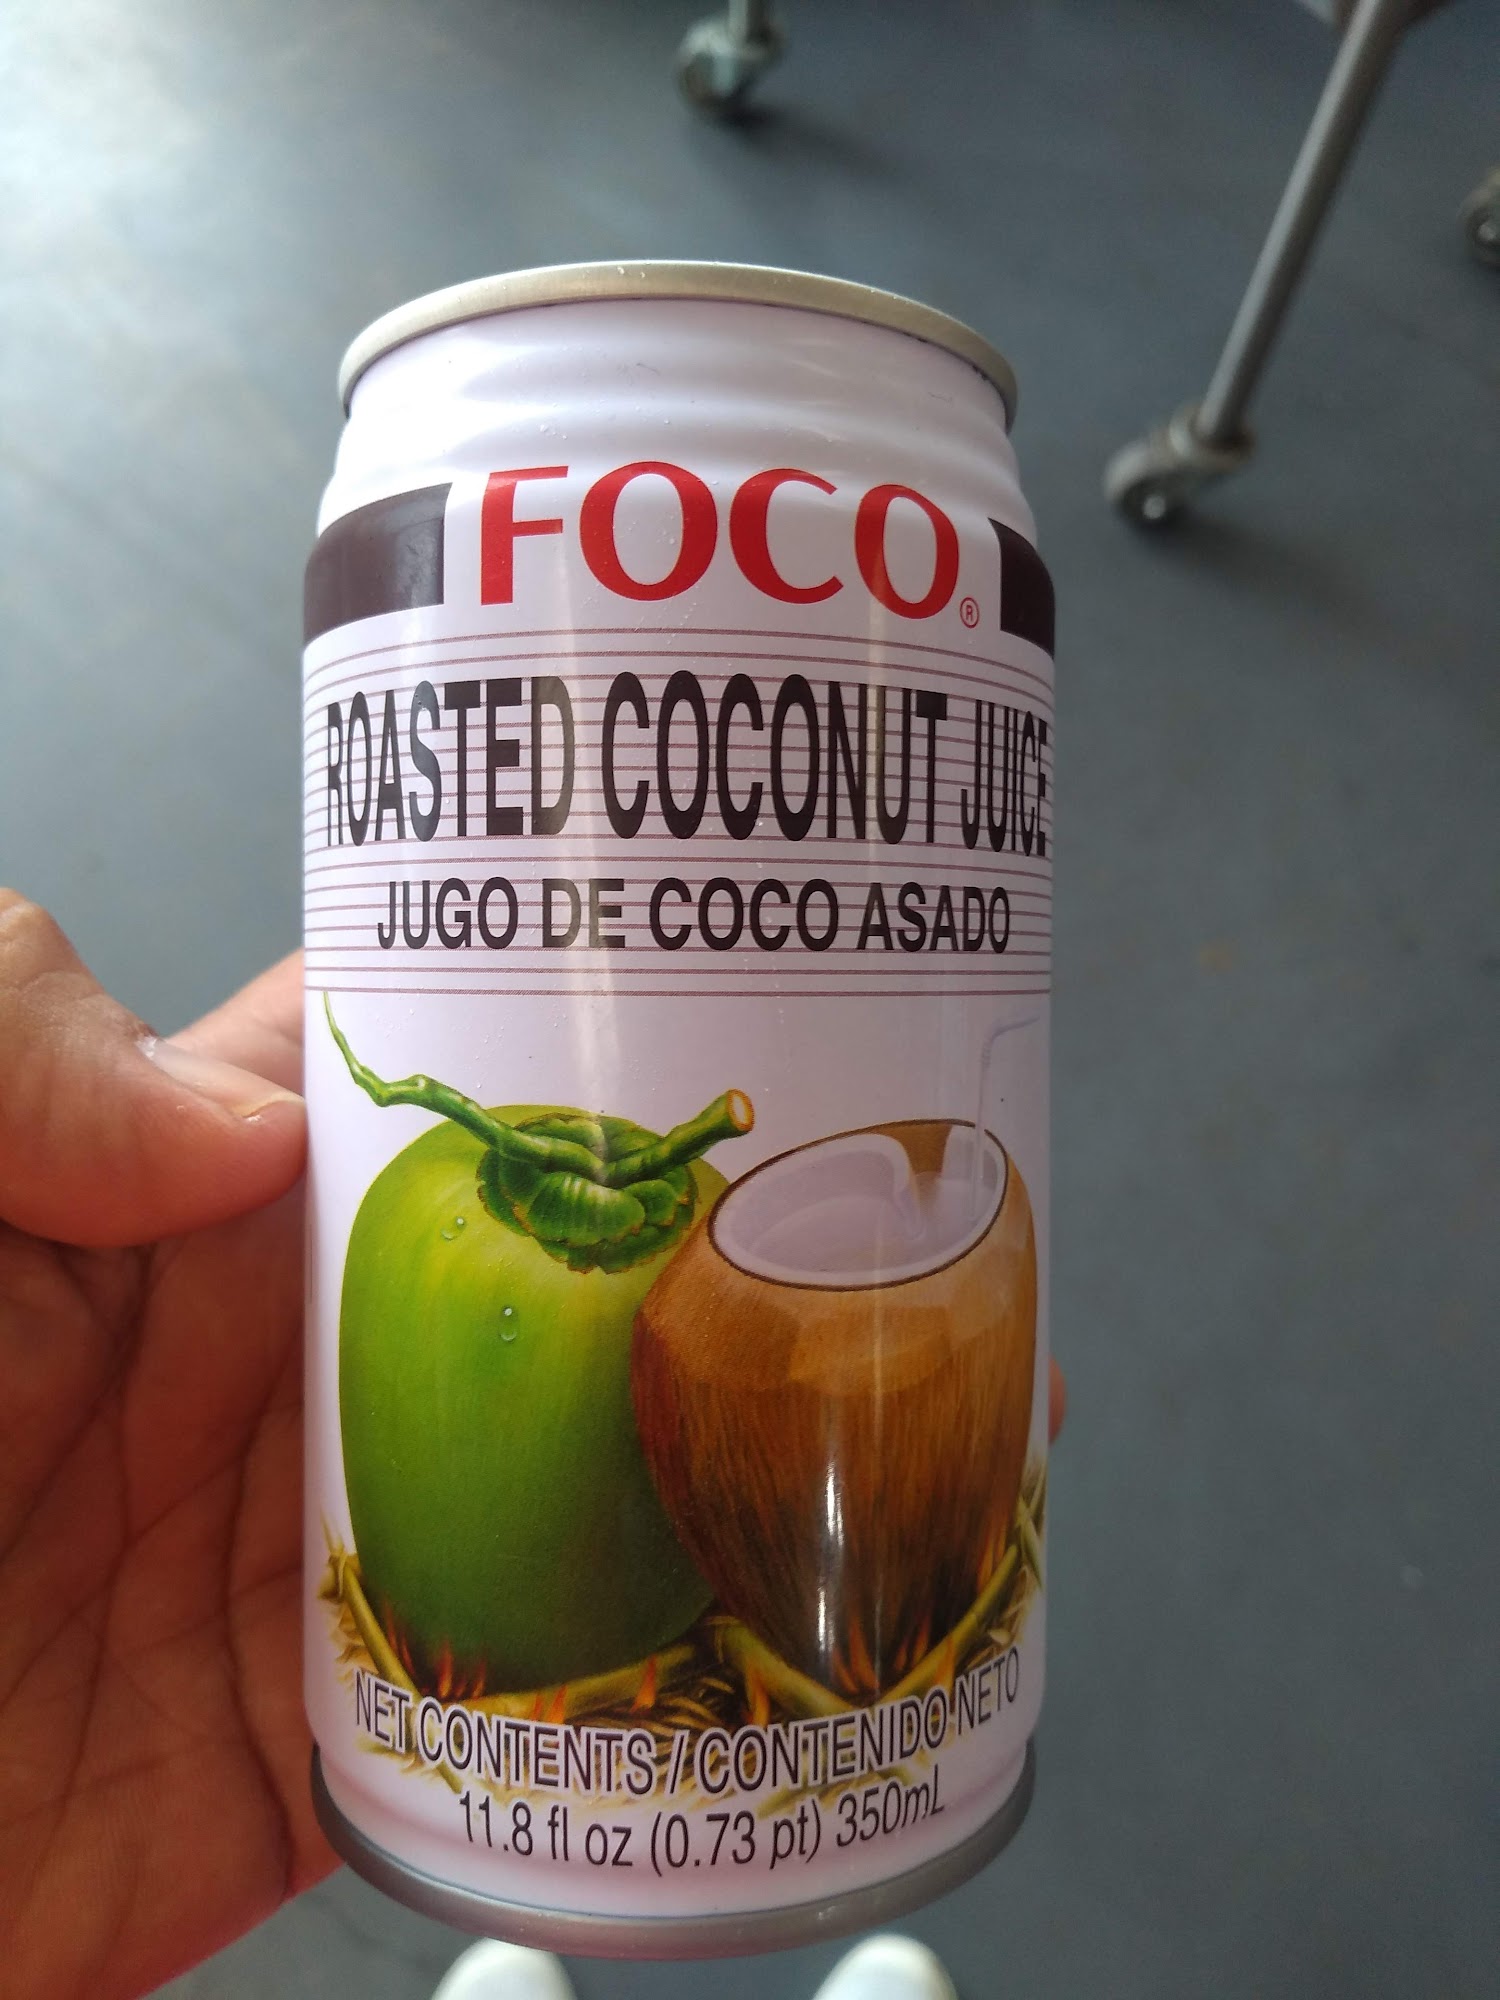 FOCO®
ROASTED COCONUT JUICE
JUGO DE COCO ASADO
NET CONTENTS / CONTENIDO NETO
11.8 fl oz (0.73 pt) 350mL